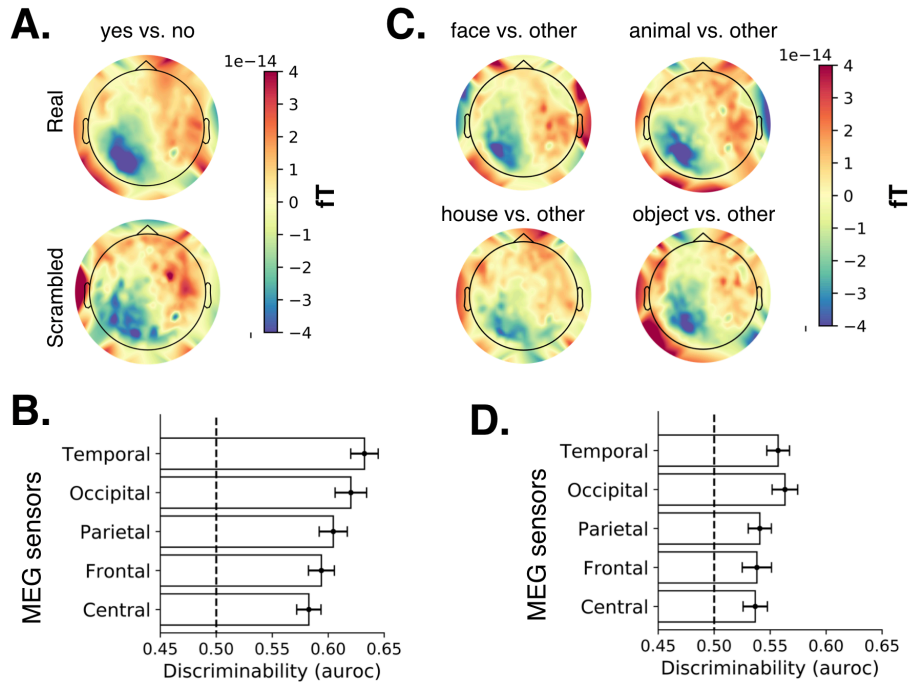 A.
yes vs. no
Real
Scrambled
1e−14
4
3
2
1
0
−1
−2
−3
−4
fT
C.
face vs. other
animal vs. other
house vs. other
object vs. other
1e−14
4
3
2
1
0
−1
−2
−3
−4
fT
B.
MEG sensors
Temporal
Occipital
Parietal
Frontal
Central
0.45 0.50 0.55 0.60 0.65
Discriminability (auroc)
D.
MEG sensors
Temporal
Occipital
Parietal
Frontal
Central
0.45 0.50 0.55 0.60 0.65
Discriminability (auroc)